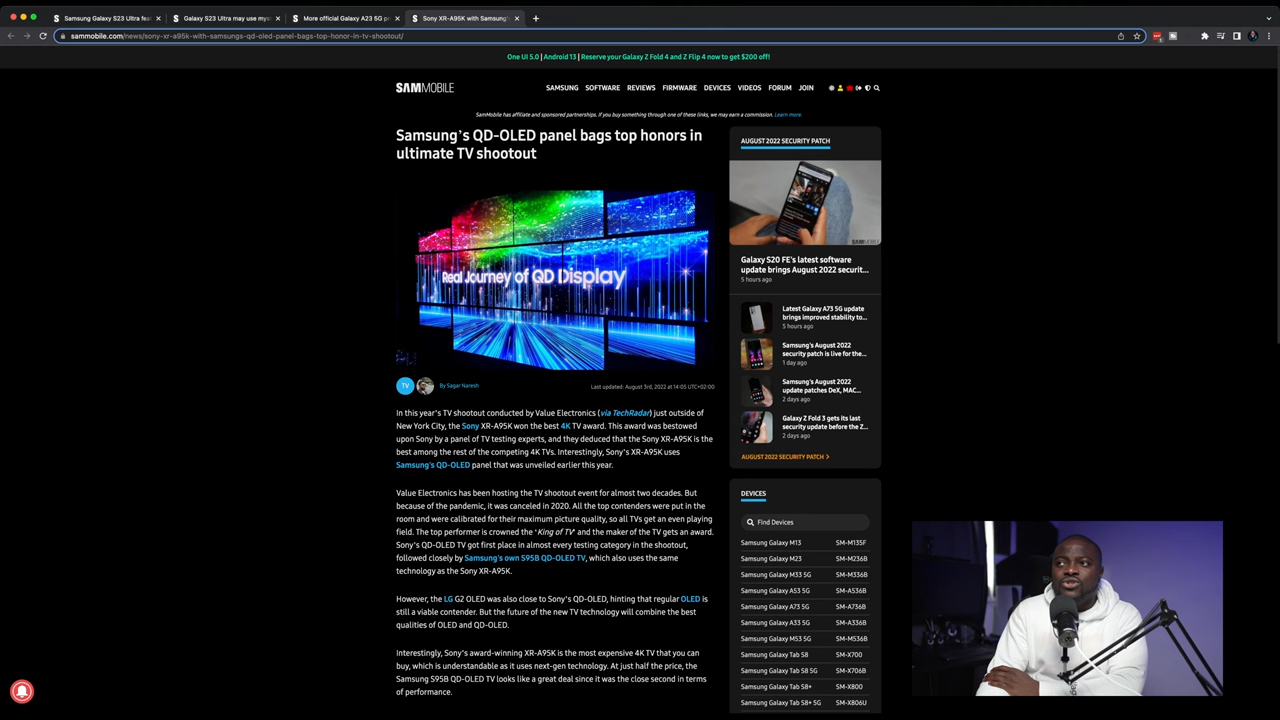 Samsung Galaxy S23 Ultra fea
Galaxy S23 Ultra may use mys
More official Galaxy A23 5G p
Sony XR-A95K with Samsung'
sammobile.com/news/sony-xr-a95k-with-samsungs-qd-oled-panel-bags-top-honor-in-tv-shootout/
One UI 5.0 | Android 13 | Reserve your Galaxy Z Fold 4 and Z Flip 4 now to get $200 off!
SAMMOBILE
SAMSUNG SOFTWARE REVIEWS FIRMWARE DEVICES VIDEOS FORUM JOIN
SamMobile has affiliate and sponsored partnerships. If you buy something through one of these links, we may earn a commission. Learn more.
Samsung's QD-OLED panel bags top honors in
ultimate TV shootout
Real Journey of QD Display
TV
By Sagar Naresh
Last updated: August 3rd, 2022 at 14:05 UTC+02:00
In this year's TV shootout conducted by Value Electronics (via TechRadar) just outside of
New York City, the Sony XR-A95K won the best 4K TV award. This award was bestowed
upon Sony by a panel of TV testing experts, and they deduced that the Sony XR-A95K is the
best among the rest of the competing 4K TVs. Interestingly, Sony's XR-A95K uses
Samsung's QD-OLED panel that was unveiled earlier this year.
Value Electronics has been hosting the TV shootout event for almost two decades. But
because of the pandemic, it was canceled in 2020. All the top contenders were put in the
room and were calibrated for their maximum picture quality, so all TVs get an even playing
field. The top performer is crowned the 'King of TV' and the maker of the TV gets an award.
Sony's QD-OLED TV got first place in almost every testing category in the shootout,
followed closely by Samsung's own S95B QD-OLED TV, which also uses the same
technology as the Sony XR-A95K.
However, the LG G2 OLED was also close to Sony's QD-OLED, hinting that regular OLED is
still a viable contender. But the future of the new TV technology will combine the best
qualities of OLED and QD-OLED.
Interestingly, Sony's award-winning XR-A95K is the most expensive 4K TV that you can
buy, which is understandable as it uses next-gen technology. At just half the price, the
Samsung S95B QD-OLED TV looks like a great deal since it was the close second in terms
of performance.
AUGUST 2022 SECURITY PATCH
SAMMOBILE
Galaxy S20 FE's latest software
update brings August 2022 securit...
5 hours ago
Latest Galaxy A73 5G update
brings improved stability to...
5 hours ago
Samsung's August 2022
security patch is live for the...
1 day ago
Samsung's August 2022
update patches DeX, MAC...
2 days ago
Galaxy Z Fold 3 gets its last
security update before the Z...
2 days ago
AUGUST 2022 SECURITY PATCH
DEVICES
Find Devices
Samsung Galaxy M13 SM-M135F
Samsung Galaxy M23 SM-M236B
Samsung Galaxy M33 5G SM-M336B
Samsung Galaxy A53 5G SM-A536B
Samsung Galaxy A73 5G SM-A736B
Samsung Galaxy A33 5G SM-A336B
Samsung Galaxy M53 5G SM-M536B
Samsung Galaxy Tab S8 SM-X700
Samsung Galaxy Tab S8 5G SM-X706B
Samsung Galaxy Tab S8+ SM-X800
Samsung Galaxy Tab S8+ 5G SM-X806U